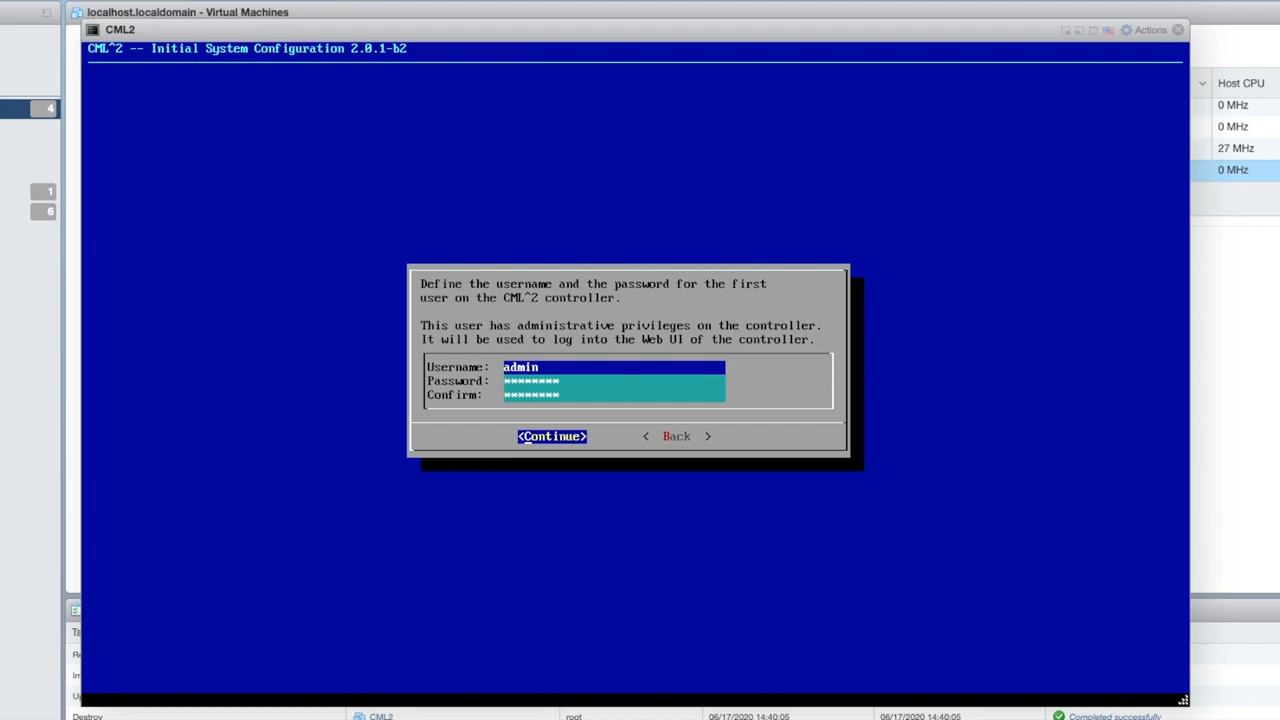 localhost.localdomain - Virtual Machines
CML2
Actions
CML^2 -- Initial System Configuration 2.0.1-b2
Host CPU
4
0 MHz
0 MHz
27 MHz
0 MHz
1
6
Define the username and the password for the first
user on the CML^2 controller.
This user has administrative privileges on the controller.
It will be used to log into the Web UI of the controller.
Username: admin
Password: ********
Confirm: ********
<Continue>
< Back >
Destroy CML2 root 06/17/2020 14:40:05 06/17/2020 14:40:05 Completed successfully